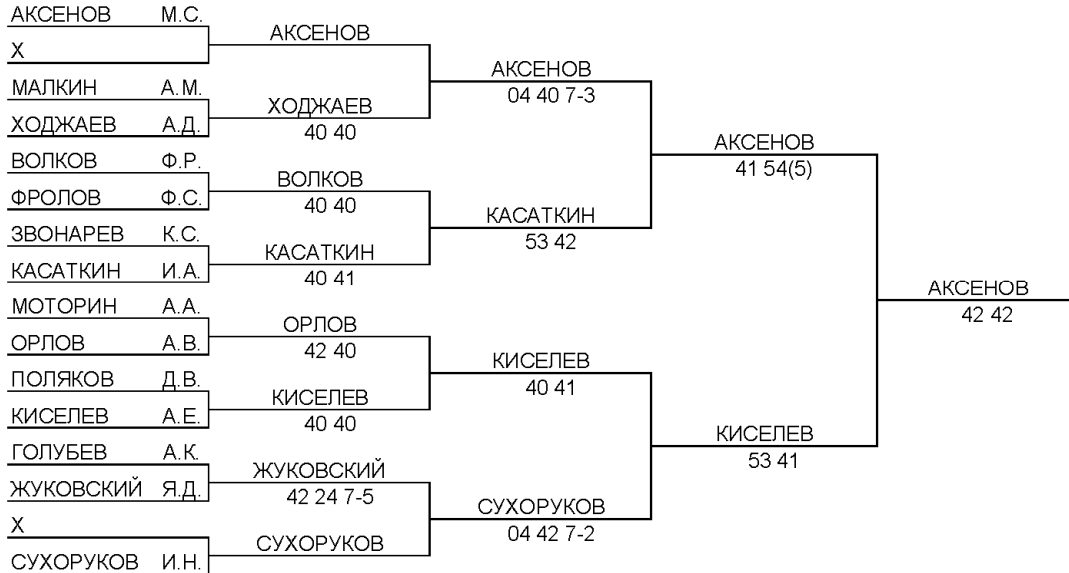 АКСЕНОВ М.С.
Х
МАЛКИН А.М.
ХОДЖАЕВ А.Д.
ВОЛКОВ Ф.Р.
ФРОЛОВ Ф.С.
ЗВОНАРЕВ К.С.
КАСАТКИН И.А.
МОТОРИН А.А.
ОРЛОВ А.В.
ПОЛЯКОВ Д.В.
КИСЕЛЕВ А.Е.
ГОЛУБЕВ А.К.
ЖУКОВСКИЙ Я.Д.
Х
СУХОРУКОВ И.Н.
АКСЕНОВ
ХОДЖАЕВ
40 40
ВОЛКОВ
40 40
КАСАТКИН
40 41
ОРЛОВ
42 40
КИСЕЛЕВ
40 40
ЖУКОВСКИЙ
42 24 7-5
СУХОРУКОВ
АКСЕНОВ
04 40 7-3
КАСАТКИН
53 42
КИСЕЛЕВ
40 41
СУХОРУКОВ
04 42 7-2
АКСЕНОВ
41 54(5)
КИСЕЛЕВ
53 41
АКСЕНОВ
42 42